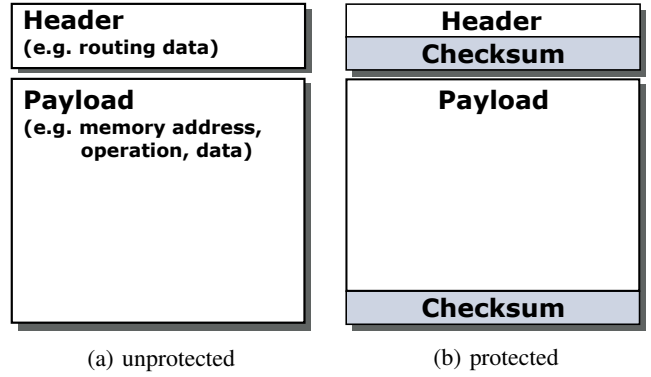 Header
(e.g. routing data)
Payload
(e.g. memory address,
operation, data)
(a) unprotected
Header
Checksum
Payload
Checksum
(b) protected